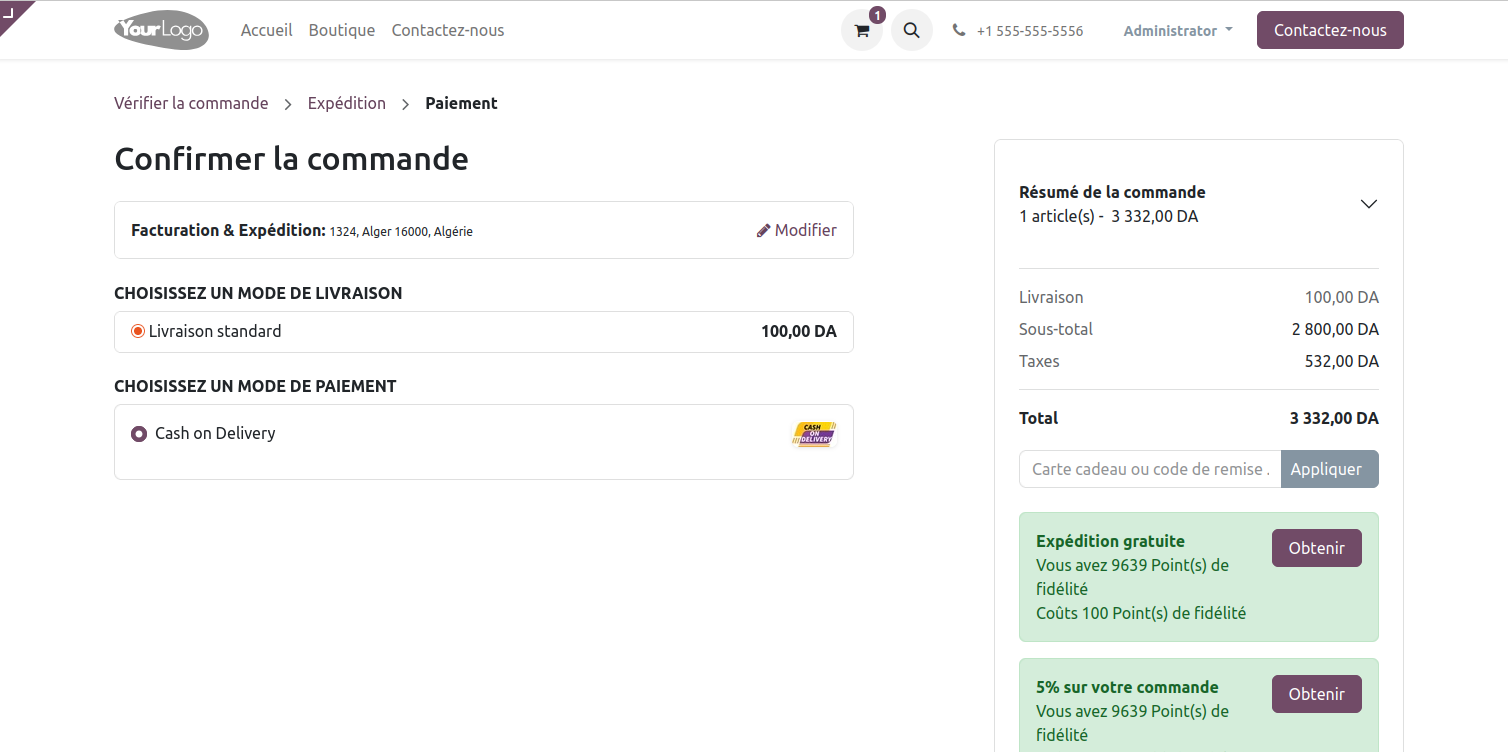 YourLogo
Accueil Boutique Contactez-nous
1
+1 555-555-5556
Administrator
Contactez-nous
Vérifier la commande > Expédition > Paiement
Confirmer la commande
Facturation & Expédition: 1324, Alger 16000, Algérie
Modifier
CHOISISSEZ UN MODE DE LIVRAISON
Livraison standard 100,00 DA
CHOISISSEZ UN MODE DE PAIEMENT
Cash on Delivery
CASH
ON
DELIVERY
Résumé de la commande
1 article(s) - 3 332,00 DA
Livraison 100,00 DA
Sous-total 2 800,00 DA
Taxes 532,00 DA
Total 3 332,00 DA
Carte cadeau ou code de remise . Appliquer
Expédition gratuite
Obtenir
Vous avez 9639 Point(s) de
fidélité
Coûts 100 Point(s) de fidélité
5% sur votre commande
Obtenir
Vous avez 9639 Point(s) de
fidélité